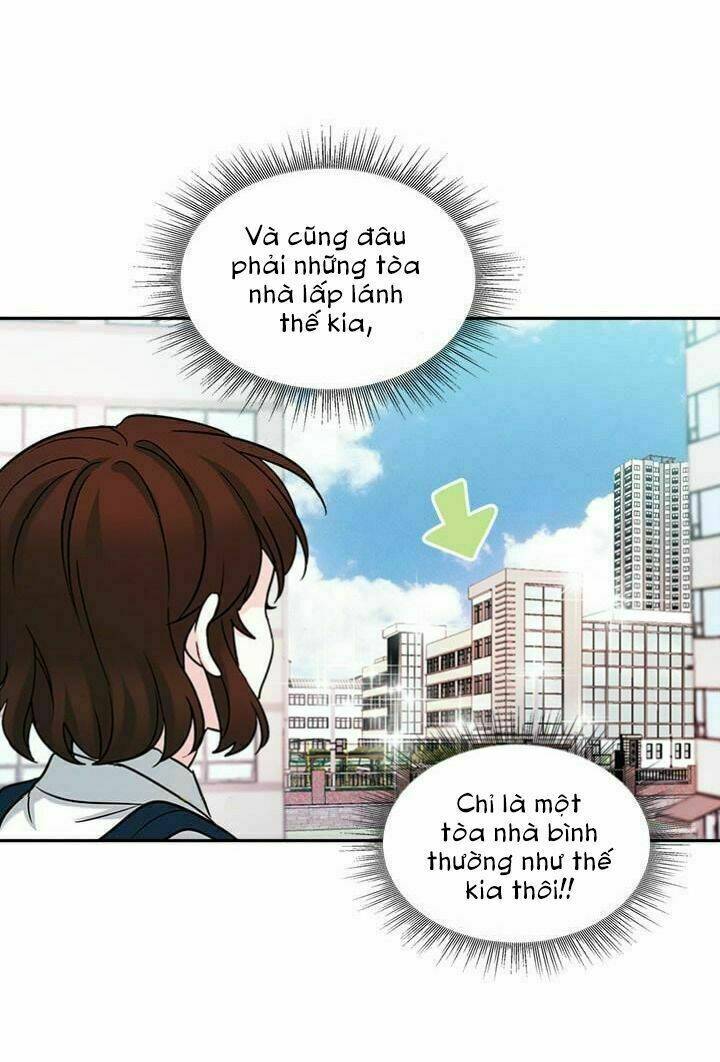 Và cũng đâu
phải những tòa
nhà lấp lánh
thế kia,
Chỉ là một
tòa nhà bình
thường như thế
kia thôi!!